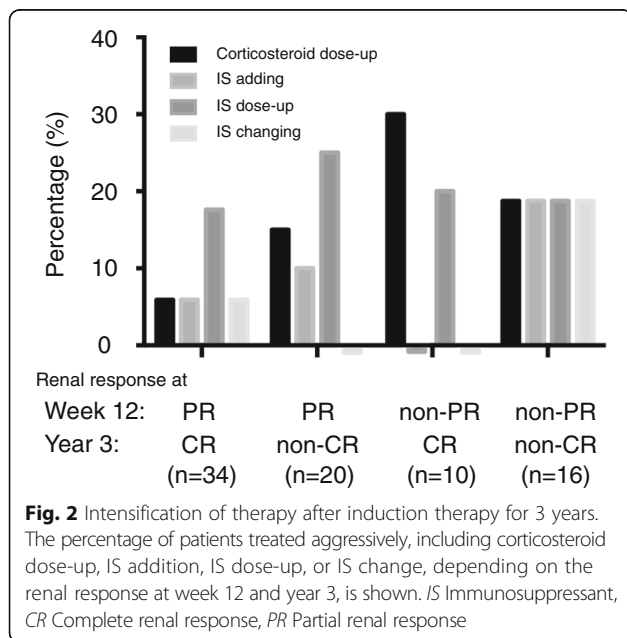 40
30
20
10
0
Percentage (%)
Corticosteroid dose-up
IS adding
IS dose-up
IS changing
Renal response at
Week 12: PR PR non-PR non-PR
Year 3: CR non-CR CR non-CR
(n=34) (n=20) (n=10) (n=16)
Fig. 2 Intensification of therapy after induction therapy for 3 years.
The percentage of patients treated aggressively, including corticosteroid
dose-up, IS addition, IS dose-up, or IS change, depending on the
renal response at week 12 and year 3, is shown. IS Immunosuppressant,
CR Complete renal response, PR Partial renal response